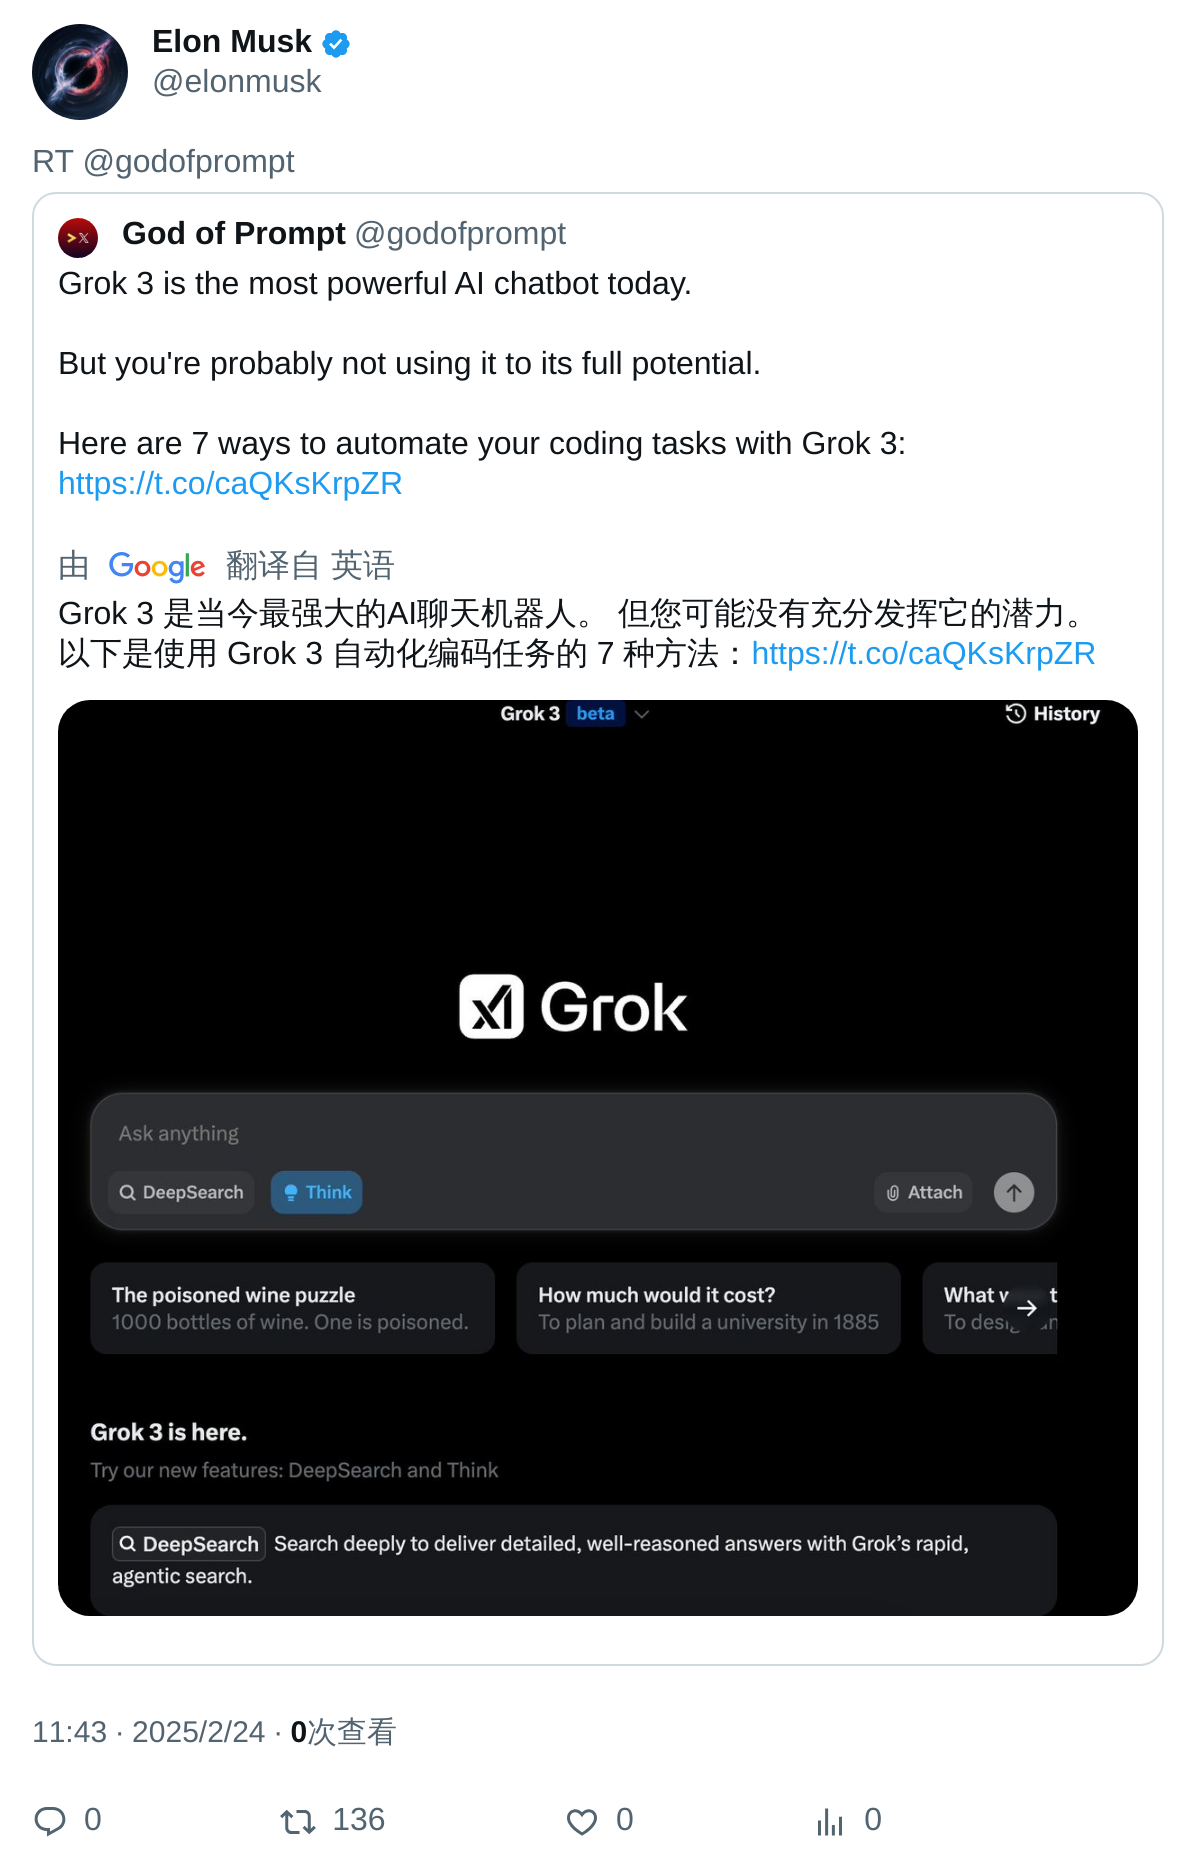 Elon Musk
@elonmusk
RT @godofprompt
God of Prompt @godofprompt
Grok 3 is the most powerful AI chatbot today.
But you're probably not using it to its full potential.
Here are 7 ways to automate your coding tasks with Grok 3:
https://t.co/caQKsKrpZR
由 Google 翻译自 英语
Grok 3 是当今最强大的AI聊天机器人。 但您可能没有充分发挥它的潜力。
以下是使用 Grok 3 自动化编码任务的 7 种方法：https://t.co/caQKsKrpZR
Grok 3 beta History
Grok
Ask anything
DeepSearch Think Attach
The poisoned wine puzzle How much would it cost? What
1000 bottles of wine. One is poisoned. To plan and build a university in 1885 To
Grok 3 is here.
Try our new features: DeepSearch and Think
DeepSearch Search deeply to deliver detailed, well-reasoned answers with Grok’s rapid,
agentic search.
11:43 · 2025/2/24 · 0次查看
0 136 0 0